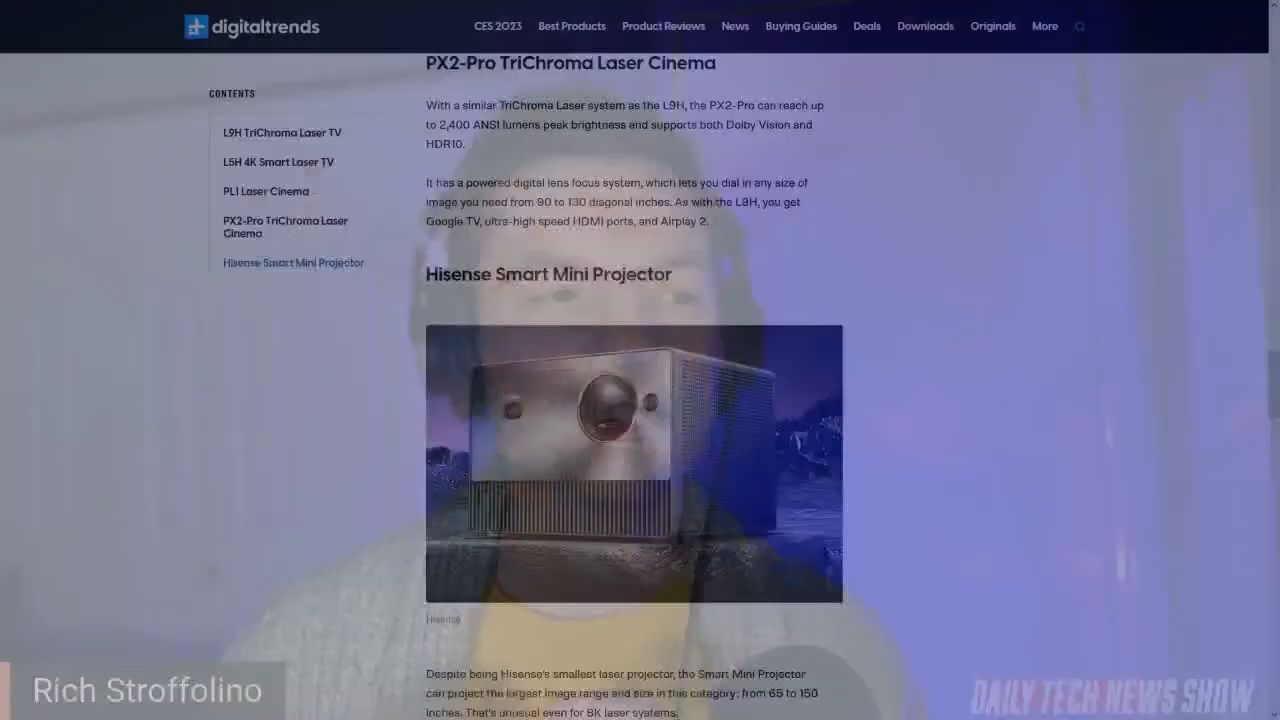 digitaltrends
CES 2023 Best Products Product Reviews News Buying Guides Deals Downloads Originals More
PX2-Pro TriChroma Laser Cinema
CONTENTS
L9H TriChroma Laser TV
L5H 4K Smart Laser TV
PL1 Laser Cinema
PX2-Pro TriChroma Laser
Cinema
Hisense Smart Mini Projector
With a similar TriChroma Laser system as the L9H, the PX2-Pro can reach up
to 2,400 ANSI lumens peak brightness and supports both Dolby Vision and
HDR10.
It has a powered digital lens focus system, which lets you dial in any size of
image you need from 90 to 130 diagonal inches. As with the L9H, you get
Google TV, ultra-high speed HDMI ports, and Airplay 2.
Hisense Smart Mini Projector
Hisense
Despite being Hisense's smallest laser projector, the Smart Mini Projector
can project the largest image range and size in this category: from 65 to 150
inches. That's unusual even for 8K laser systems.
Rich Stroffolino
DAILY TECH NEWS SHOW